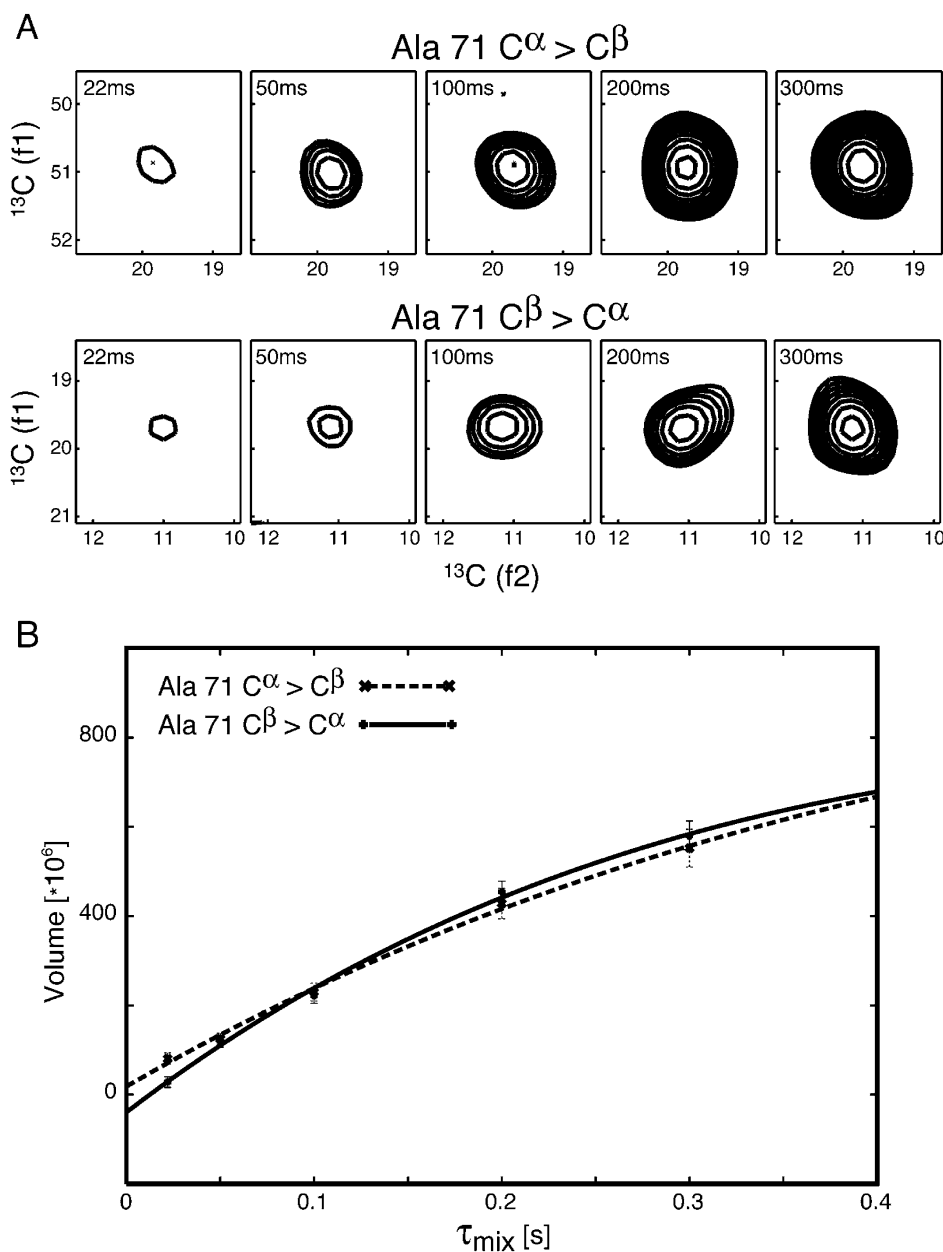 A
Ala 71 Cα > Cβ
22ms 50ms 100ms 200ms 300ms
13C (f1)
50
51
52
20 19 20 19 20 19 20 19 20 19
Ala 71 Cβ > Cα
22ms 50ms 100ms 200ms 300ms
13C (f1)
19
20
21
12 11 10 12 11 10 12 11 10 12 11 10 12 11 10
13C (f2)
B
Ala 71 Cα > Cβ
Ala 71 Cβ > Cα
Volume [*10⁶]
800
400
0
0 0.1 0.2 0.3 0.4
τmix [s]